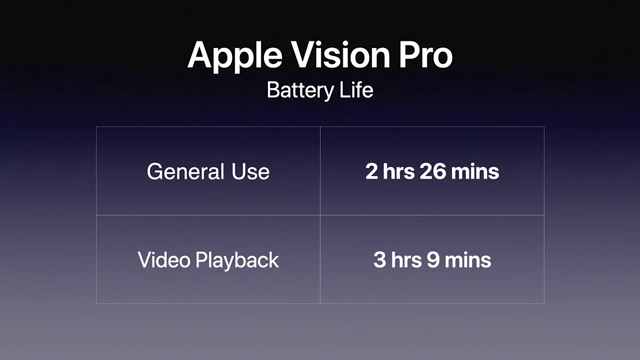 Apple Vision Pro
Battery Life
General Use 2 hrs 26 mins
Video Playback 3 hrs 9 mins